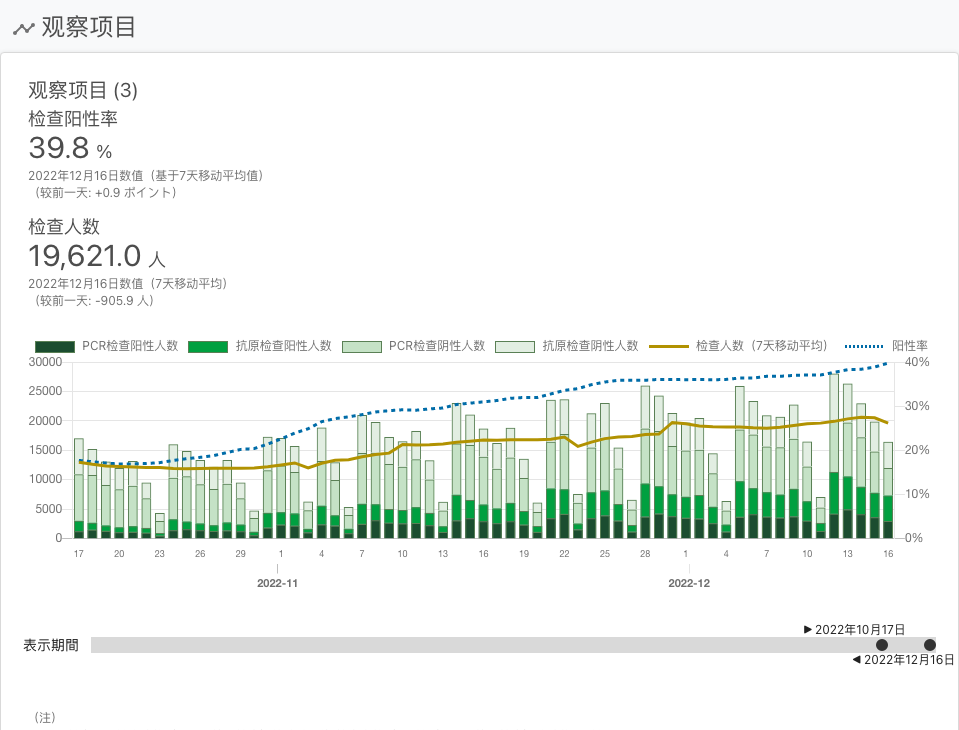 观察项目
观察项目 (3)
检查阳性率
39.8 %
2022年12月16日数值（基于7天移动平均值）
（较前一天: +0.9 ポイント）
检查人数
19,621.0 人
2022年12月16日数值（7天移动平均）
（较前一天: -905.9 人）
PCR检查阳性人数 抗原检查阳性人数 PCR检查阴性人数 抗原检查阴性人数 检查人数（7天移动平均） 阳性率
30000 40%
25000
30%
20000
15000 20%
10000
10%
5000
0 0%
17 20 23 26 29 1 4 7 10 13 16 19 22 25 28 1 4 7 10 13 16
2022-11 2022-12
2022年10月17日
表示期間
2022年12月16日
（注）